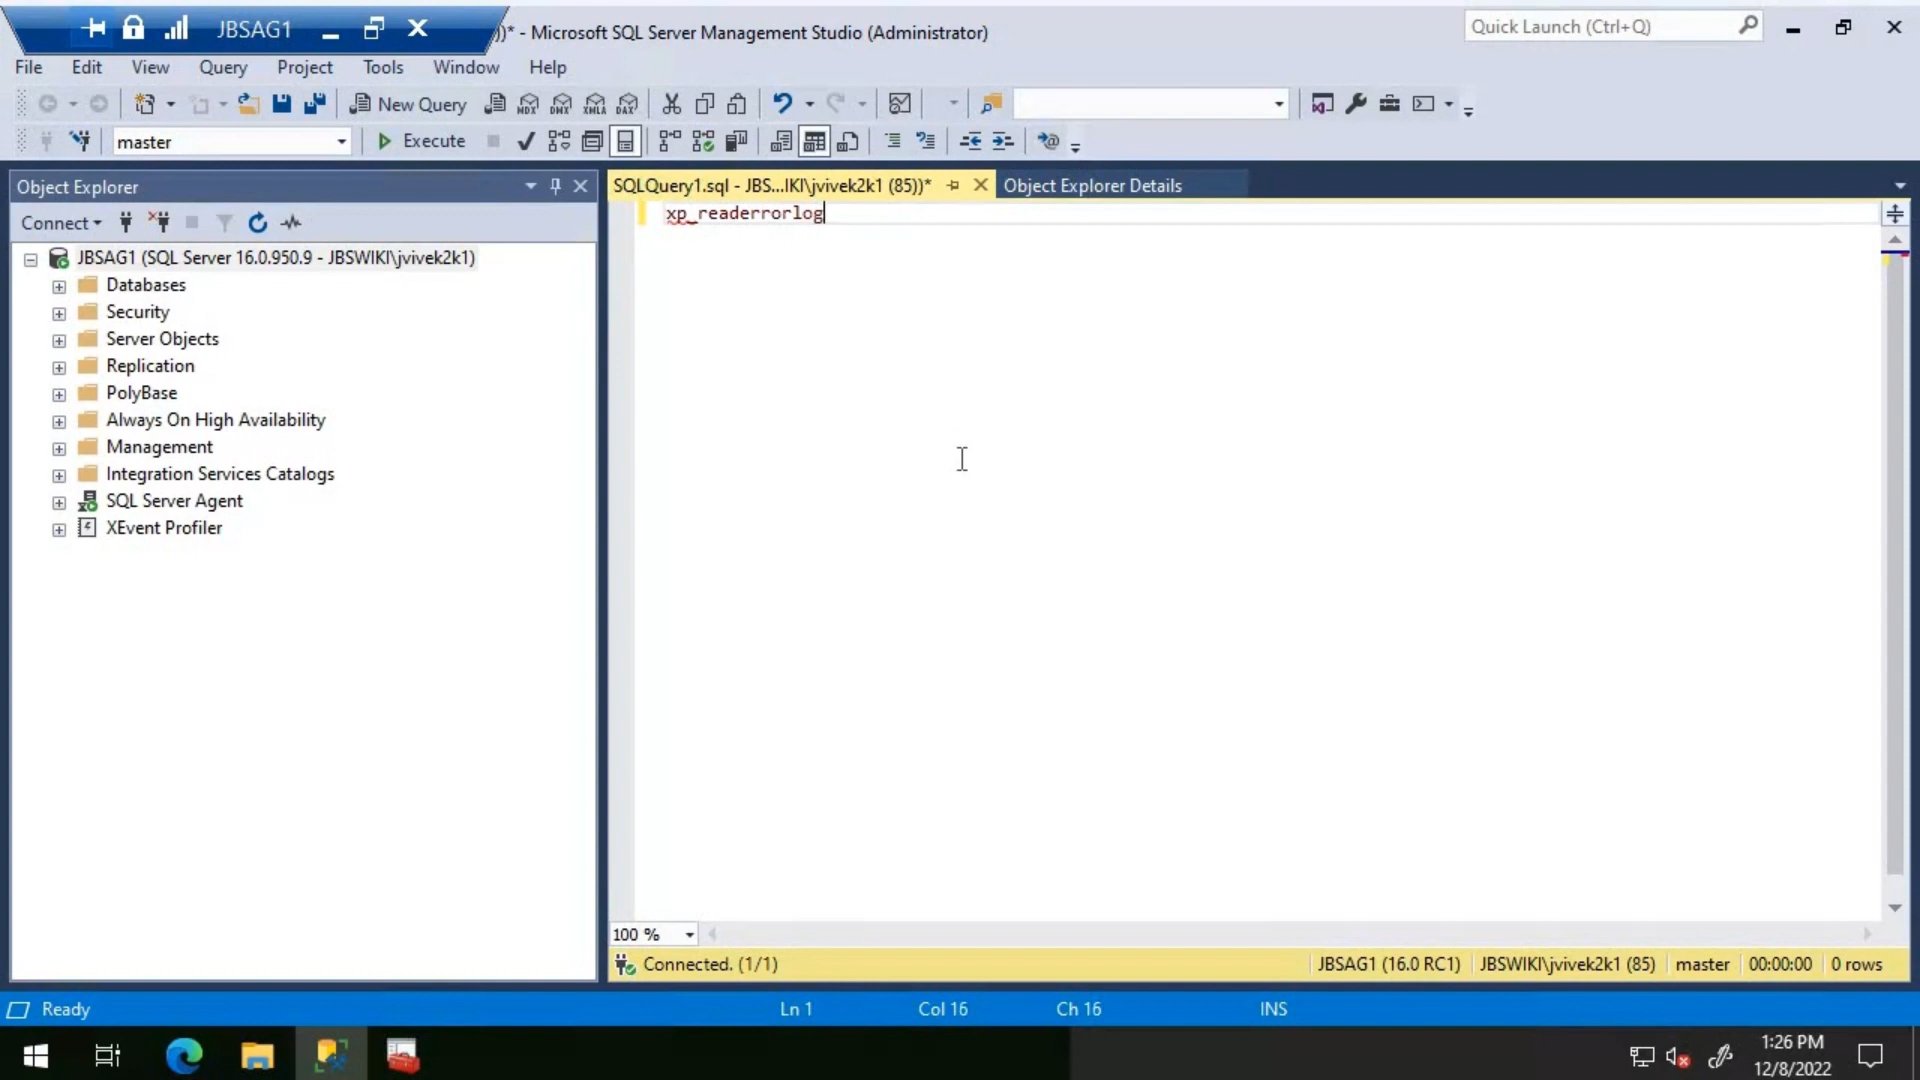 JBSAG1
))* - Microsoft SQL Server Management Studio (Administrator)
Quick Launch (Ctrl+Q)
File Edit View Query Project Tools Window Help
New Query MDX DMX XMLA DAX
master Execute
Object Explorer
SQLQuery1.sql - JBS...IKI\jvivek2k1 (85))* Object Explorer Details
Connect
xp_readerrorlog
JBSAG1 (SQL Server 16.0.950.9 - JBSWIKI\jvivek2k1)
Databases
Security
Server Objects
Replication
PolyBase
Always On High Availability
Management
Integration Services Catalogs
SQL Server Agent
XEvent Profiler
100 %
Connected. (1/1) JBSAG1 (16.0 RC1) JBSWIKI\jvivek2k1 (85) master 00:00:00 0 rows
Ready Ln 1 Col 16 Ch 16 INS
1:26 PM
12/8/2022